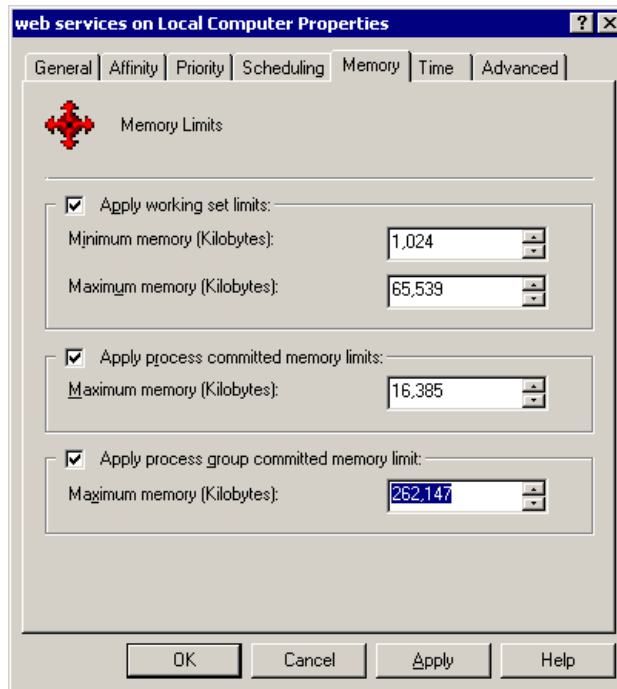 web services on Local Computer Properties
General Affinity Priority Scheduling Memory Time Advanced
Memory Limits
Apply working set limits:
Minimum memory (Kilobytes): 1,024
Maximum memory (Kilobytes): 65,539
Apply process committed memory limits:
Maximum memory (Kilobytes): 16,385
Apply process group committed memory limit:
Maximum memory (Kilobytes): 262,147
OK Cancel Apply Help